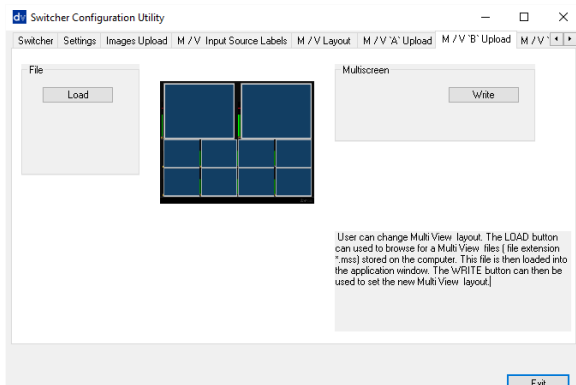 dv Switcher Configuration Utility
Switcher Settings Images Upload M / V Input Source Labels M / V Layout M / V `A` Upload M / V `B` Upload M / V `
File Multiscreen
Load Write
User can change Multi View layout. The LOAD button
can used to browse for a Multi View files ( file extension
*.mss) stored on the computer. This file is then loaded into
the application window. The WRITE button can then be
used to set the new Multi View layout.
Exit